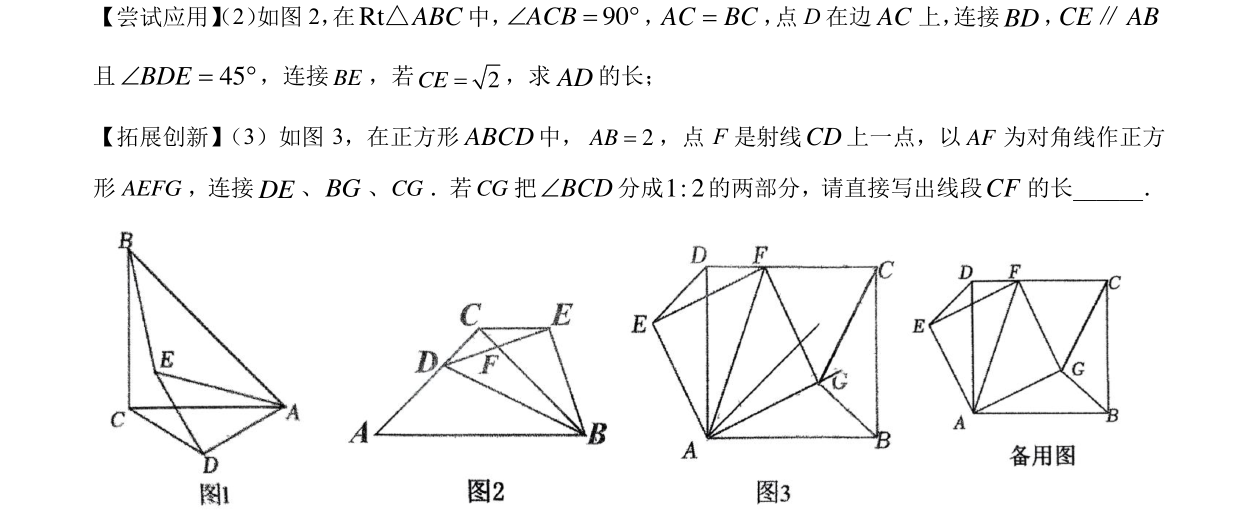 【尝试应用】(2)如图2,在Rt△ABC中,∠ACB=90°,AC=BC,点D在边AC上,连接BD,CE∥AB
且∠BDE=45°，连接BE，若CE=√2，求AD的长；
【拓展创新】（3）如图3，在正方形ABCD中，AB=2，点F是射线CD上一点，以AF为对角线作正方
形AEFG，连接DE、BG、CG．若CG把∠BCD分成1:2的两部分，请直接写出线段CF的长______．
B
E
C
A
D
图1
C E
D F
A B
图2
D F C
E
G
A B
图3
D F C
E
G
A B
备用图